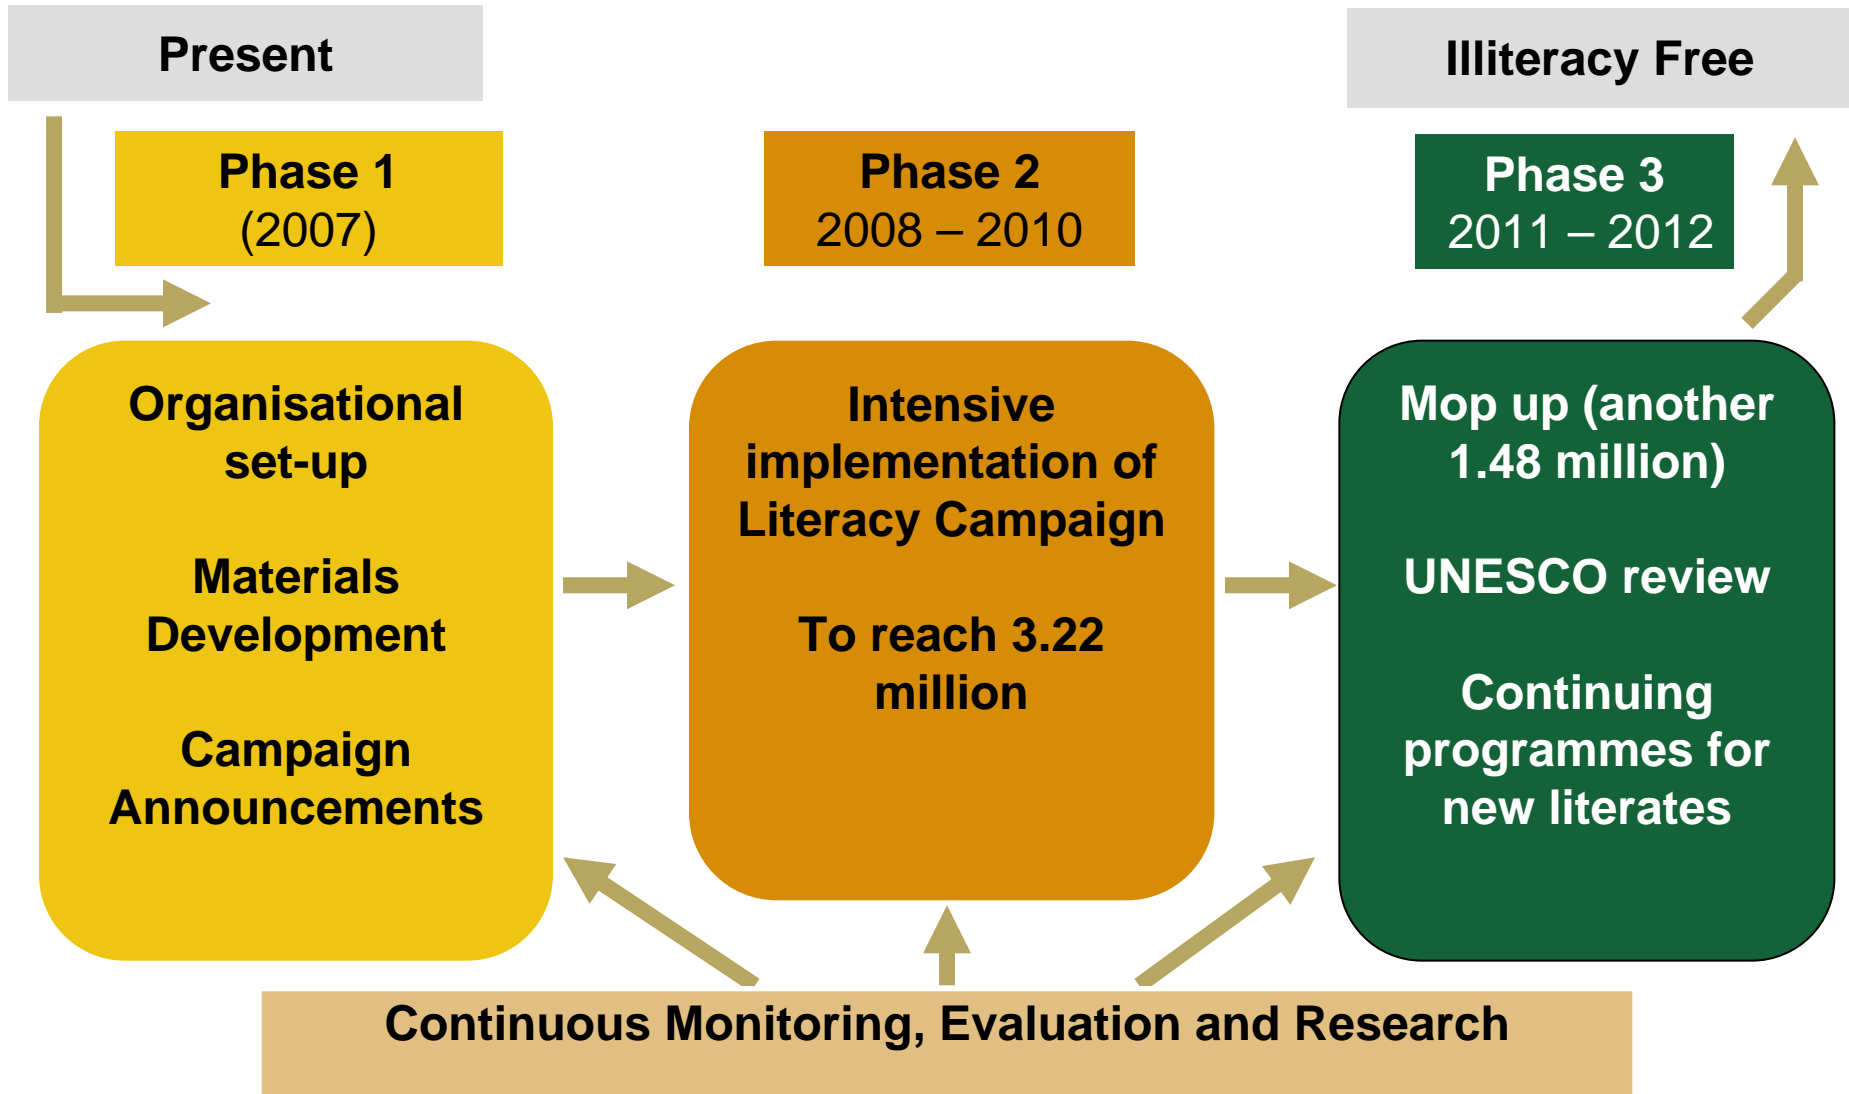 Present
Illiteracy Free
Phase 1
(2007)
Phase 2
2008 – 2010
Phase 3
2011 – 2012
Organisational
set-up
Materials
Development
Campaign
Announcements
Intensive
implementation of
Literacy Campaign
To reach 3.22
million
Mop up (another
1.48 million)
UNESCO review
Continuing
programmes for
new literates
Continuous Monitoring, Evaluation and Research